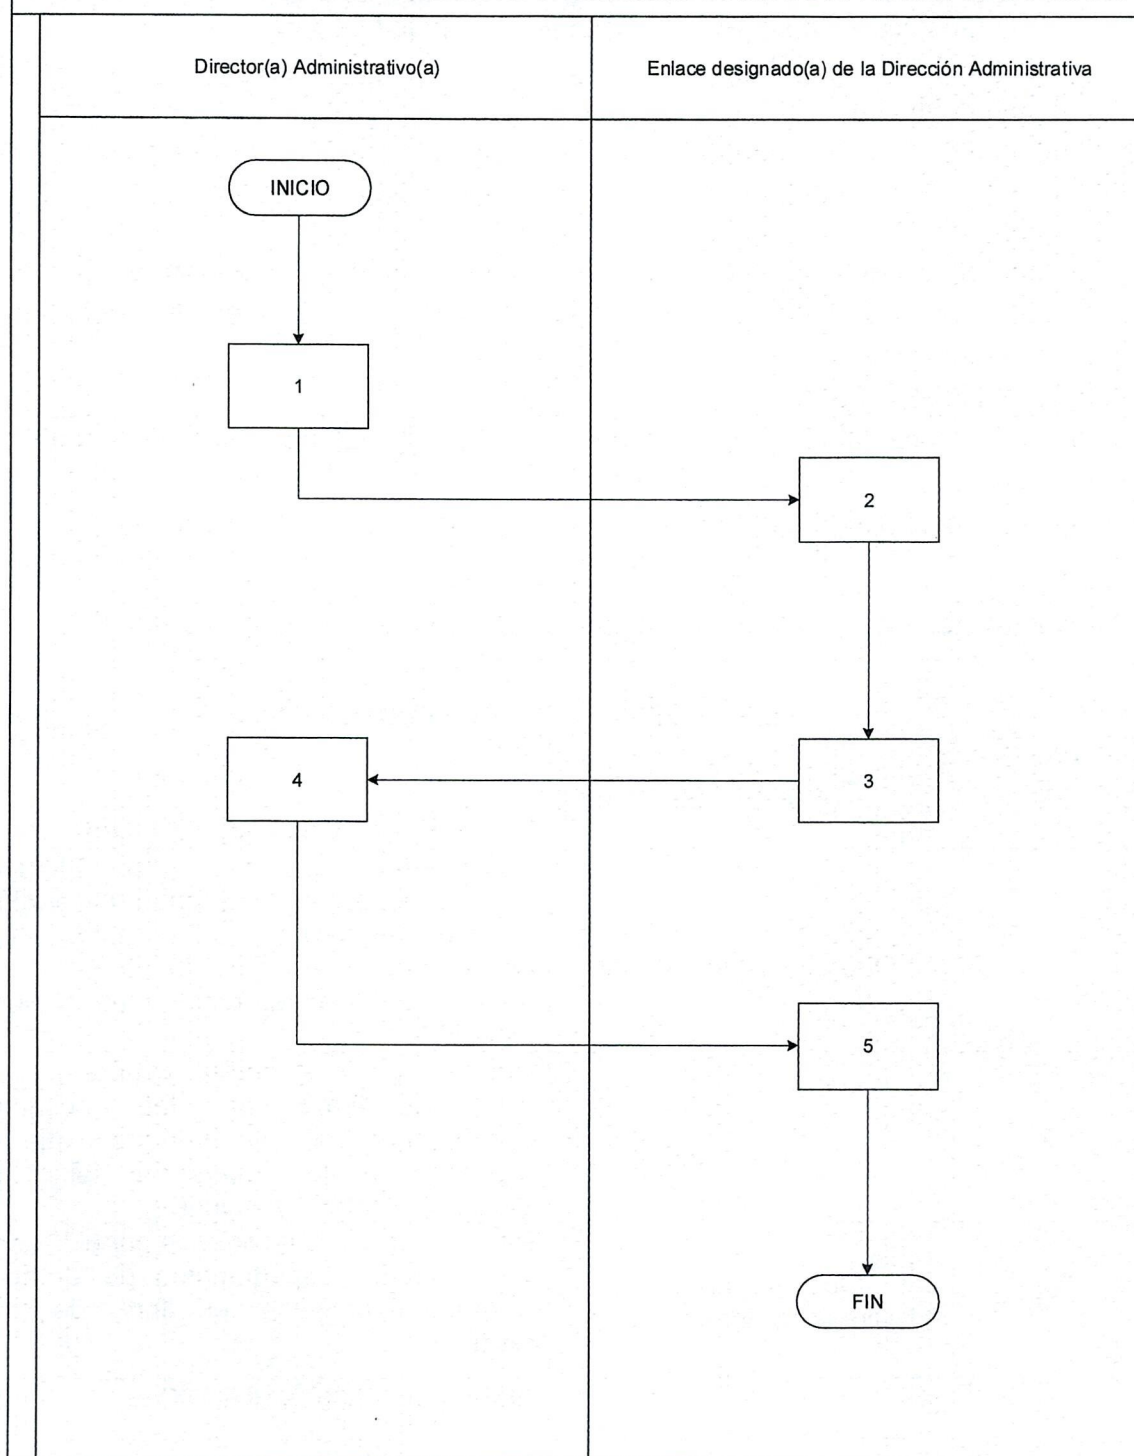 Director(a) Administrativo(a)
Enlace designado(a) de la Dirección Administrativa
INICIO
1
2
4
3
5
FIN